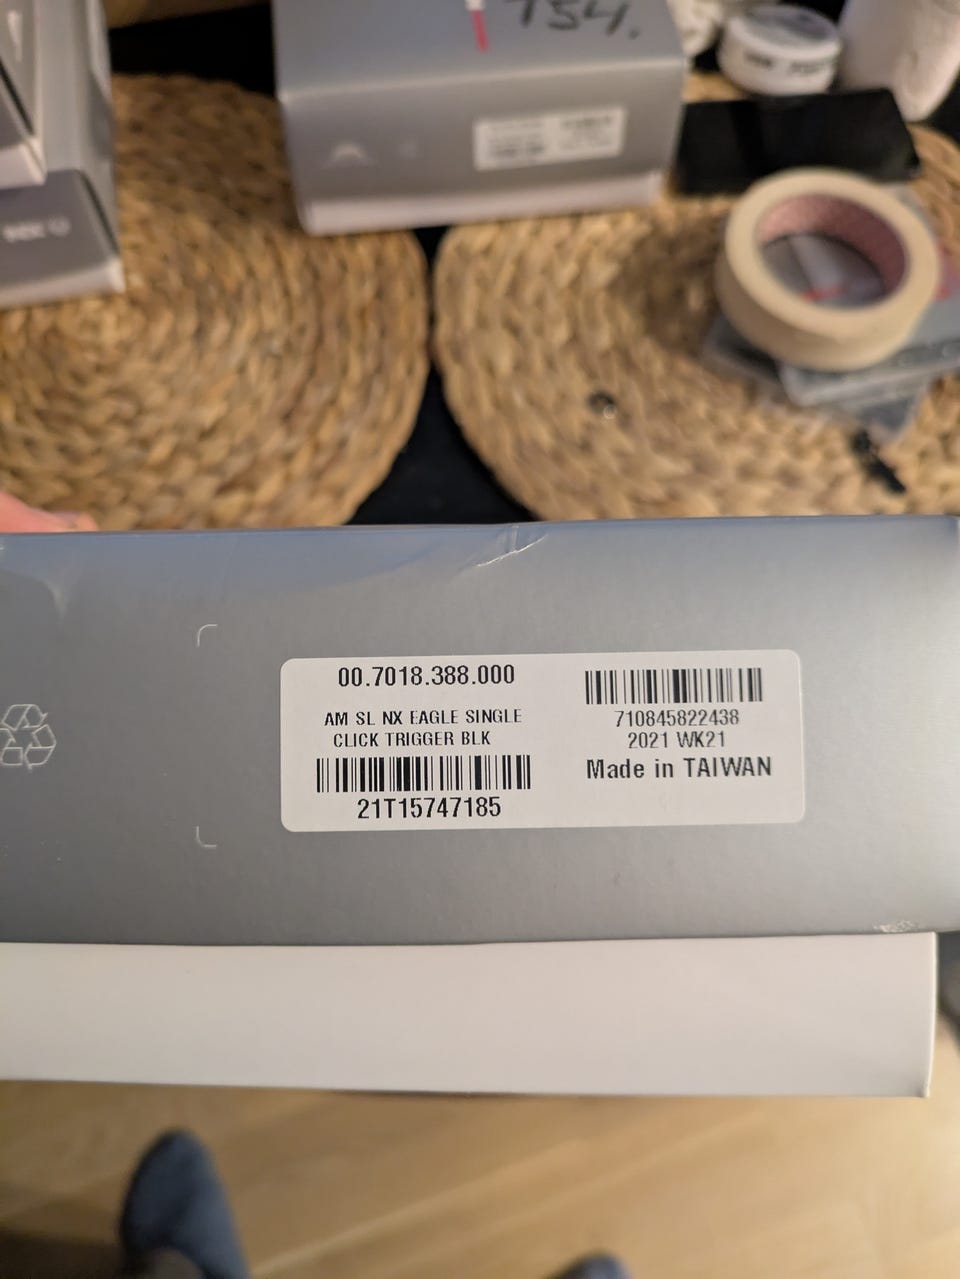 754.
00.7018.388.000
AM SL NX EAGLE SINGLE
CLICK TRIGGER BLK
21T15747185
710845822438
2021 WK21
Made in TAIWAN